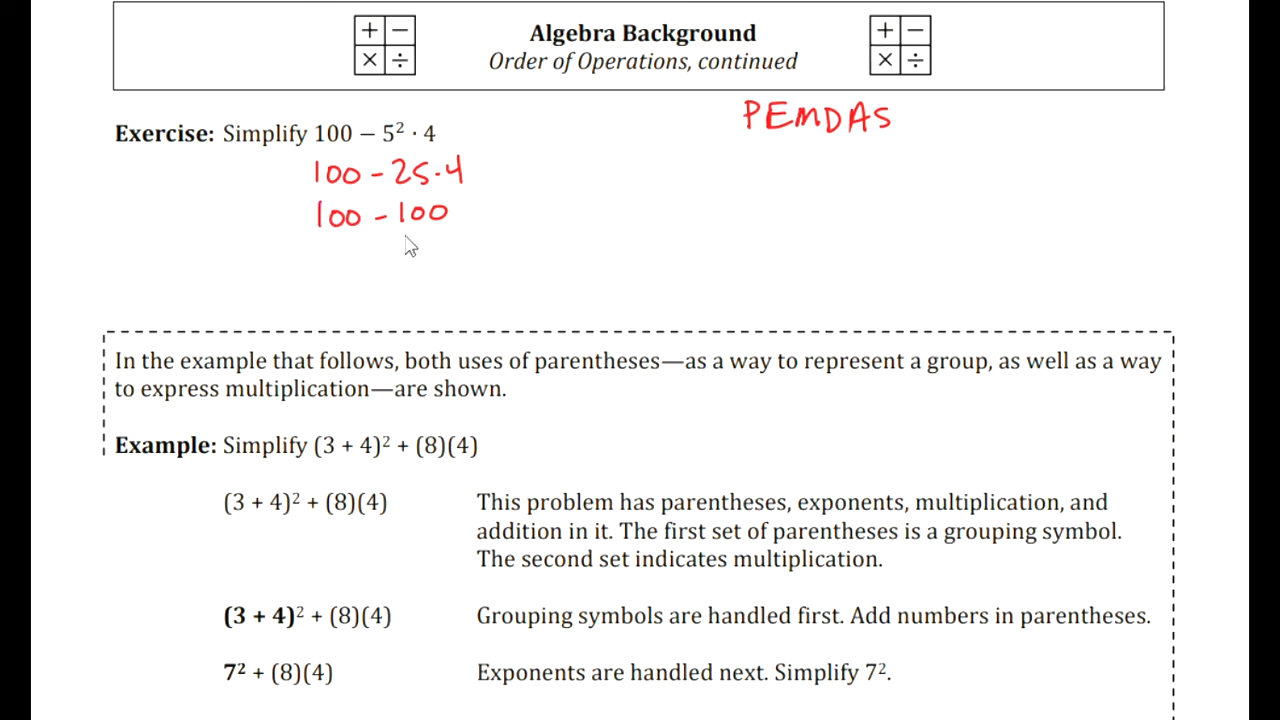 + − Algebra Background + −
× ÷ Order of Operations, continued × ÷
PEMDAS
Exercise: Simplify 100 − 5² · 4
100 - 25 · 4
100 - 100
In the example that follows, both uses of parentheses—as a way to represent a group, as well as a way
to express multiplication—are shown.
Example: Simplify (3 + 4)² + (8)(4)
(3 + 4)² + (8)(4) This problem has parentheses, exponents, multiplication, and
addition in it. The first set of parentheses is a grouping symbol.
The second set indicates multiplication.
(3 + 4)² + (8)(4) Grouping symbols are handled first. Add numbers in parentheses.
7² + (8)(4) Exponents are handled next. Simplify 7².